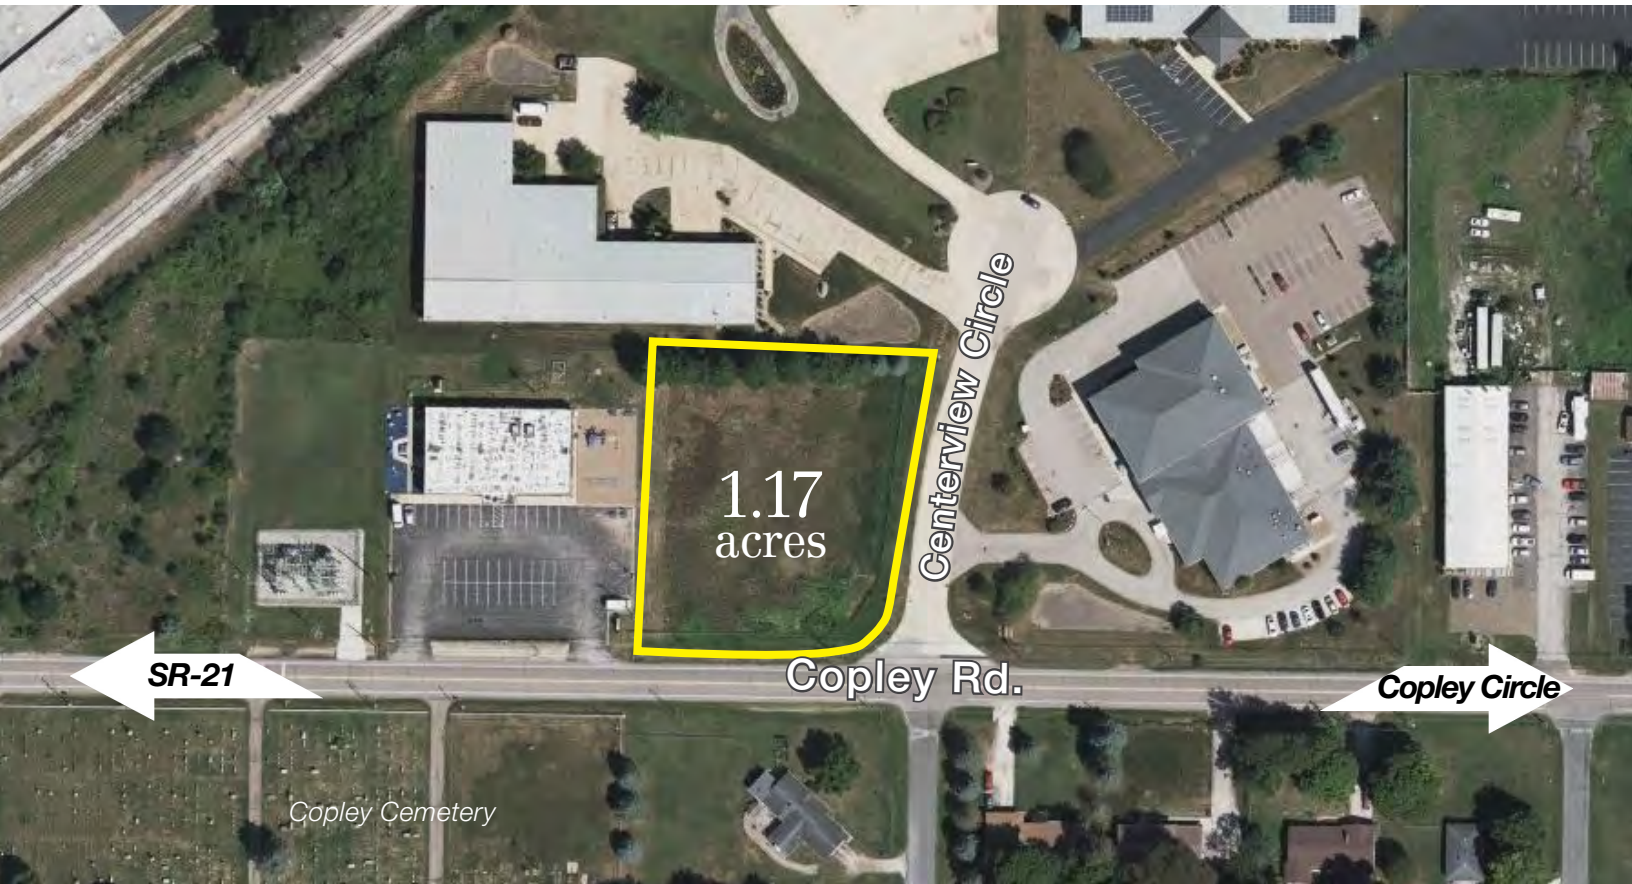 Centerview Circle
1.17
acres
SR-21
Copley Rd.
Copley Circle
Copley Cemetery